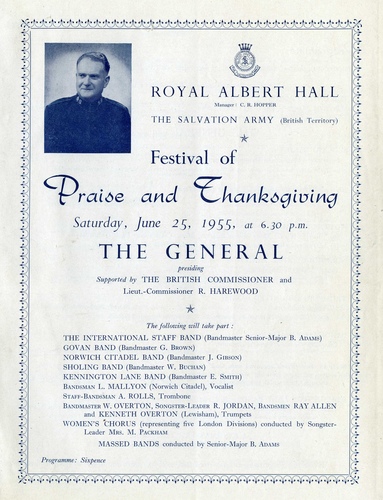 ROYAL ALBERT HALL
Manager: C. R. HOPPER
THE SALVATION ARMY (British Territory)
Festival of
Praise and Thanksgiving
Saturday, June 25, 1955, at 6.30 p.m.
THE GENERAL
presiding
Supported by THE BRITISH COMMISSIONER and
Lieut.-Commissioner R. HAREWOOD
The following will take part :
THE INTERNATIONAL STAFF BAND (Bandmaster Senior-Major B. ADAMS)
GOVAN BAND (Bandmaster G. BROWN)
NORWICH CITADEL BAND (Bandmaster J. GIBSON)
SHOLING BAND (Bandmaster W. BUCHAN)
KENNINGTON LANE BAND (Bandmaster E. SMITH)
BANDSMAN L. MALLYON (Norwich Citadel), Vocalist
STAFF-BANDSMAN A. ROLLS, Trombone
BANDMASTER W. OVERTON, SONGSTER-LEADER R. JORDAN, BANDSMEN RAY ALLEN
and KENNETH OVERTON (Lewisham), Trumpets
WOMEN'S CHORUS (representing five London Divisions) conducted by Songster-
Leader MRS. M. PACKHAM
MASSED BANDS conducted by Senior-Major B. ADAMS
Programme: Sixpence